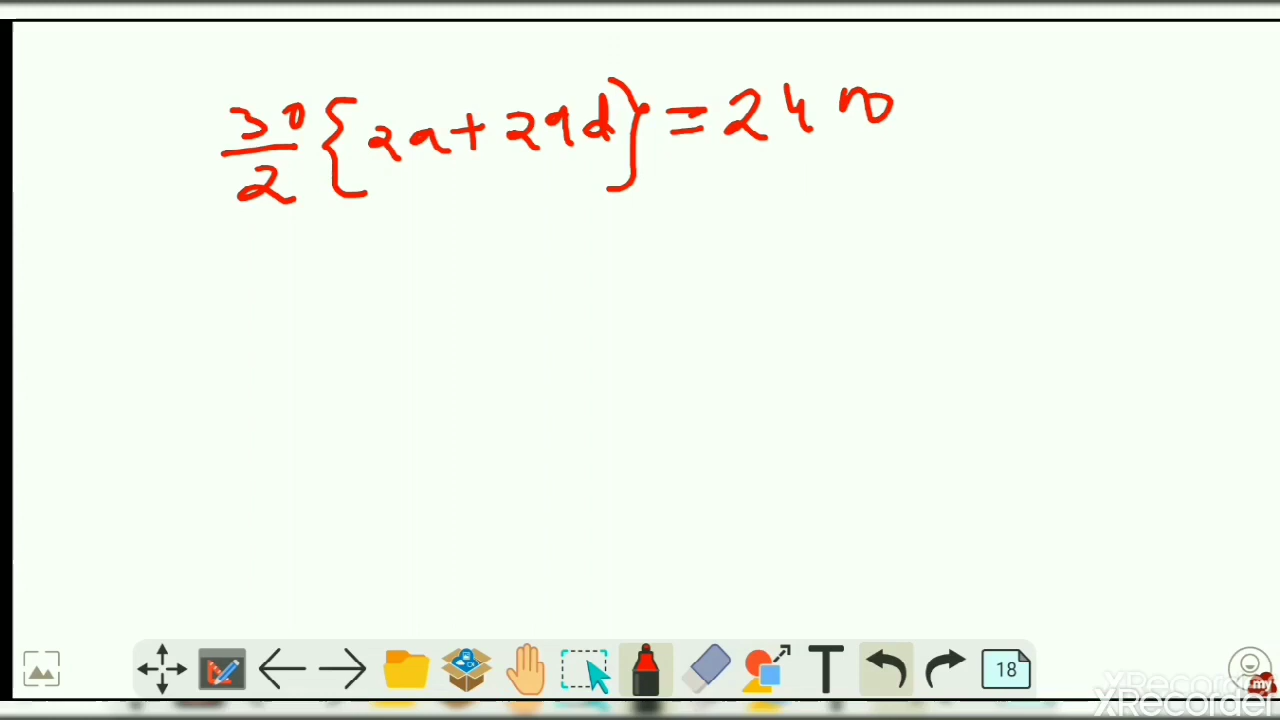 30/2 {2a + 29d} = 240
18
XRecorder